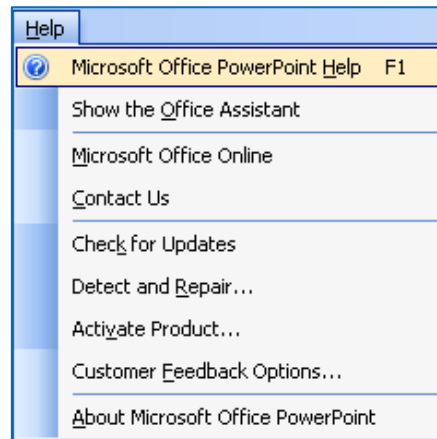 Help
Microsoft Office PowerPoint Help F1
Show the Office Assistant
Microsoft Office Online
Contact Us
Check for Updates
Detect and Repair...
Activate Product...
Customer Feedback Options...
About Microsoft Office PowerPoint